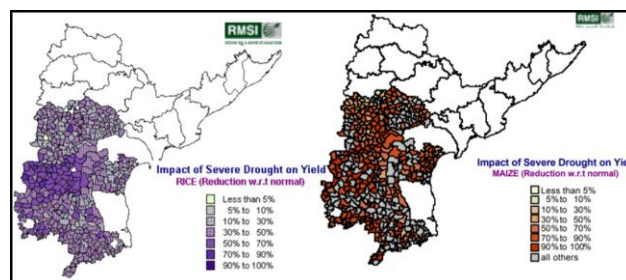 RMSI
Impact of Severe Drought on Yield
RICE (Reduction w.r.t normal)
Less than 5%
5% to 10%
10% to 30%
30% to 50%
50% to 70%
70% to 90%
90% to 100%
RMSI
Impact of Severe Drought on Yie
MAIZE (Reduction w.r.t normal)
Less than 5%
5% to 10%
10% to 30%
30% to 50%
50% to 70%
70% to 90%
90% to 100%
all others